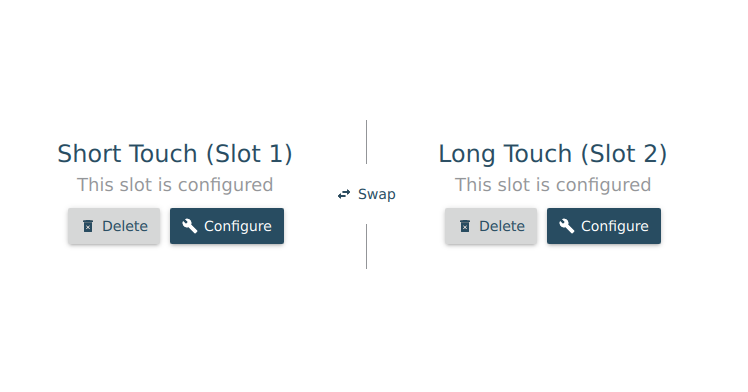 Short Touch (Slot 1)
This slot is configured
Delete
Configure
Swap
Long Touch (Slot 2)
This slot is configured
Delete
Configure